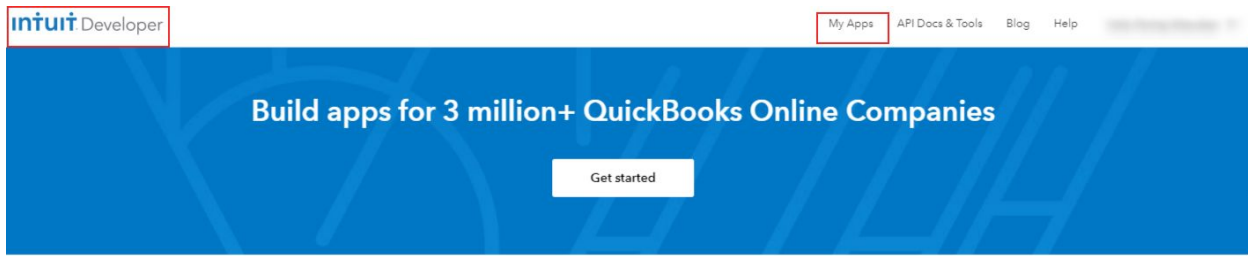 intuit Developer
My Apps API Docs & Tools Blog Help
Build apps for 3 million+ QuickBooks Online Companies
Get started